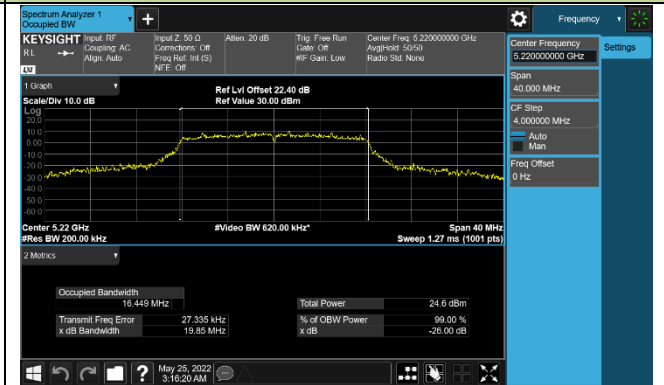 Spectrum Analyzer 1
Occupied BW
+
Frequency
KEYSIGHT
RL
LXI
Input: RF
Coupling: AC
Align: Auto
Input Z: 50 Ω
Corrections: Off
Freq Ref: Int (S)
NFE: Off
Atten: 20 dB
Trig: Free Run
Gate: Off
#IF Gain: Low
Center Freq: 5.220000000 GHz
Avg|Hold: 50/50
Radio Std: None
Center Frequency
5.220000000 GHz
Settings
Span
40.000 MHz
CF Step
4.000000 MHz
Auto
Man
Freq Offset
0 Hz
1 Graph
Scale/Div 10.0 dB
Ref Lvl Offset 22.40 dB
Ref Value 30.00 dBm
Log
20.0
10.0
0.00
-10.0
-20.0
-30.0
-40.0
-50.0
-60.0
Center 5.22 GHz
#Res BW 200.00 kHz
#Video BW 620.00 kHz*
Span 40 MHz
Sweep 1.27 ms (1001 pts)
2 Metrics
Occupied Bandwidth
16.449 MHz
Total Power 24.6 dBm
Transmit Freq Error 27.335 kHz
% of OBW Power 99.00 %
x dB Bandwidth 19.85 MHz
x dB -26.00 dB
?
May 25, 2022
3:16:20 AM